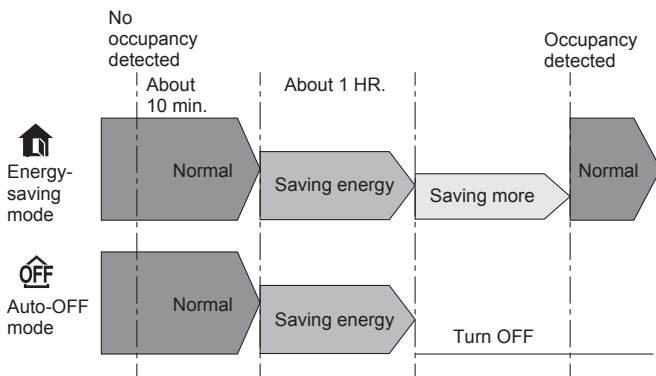 No
occupancy
detected
Occupancy
detected
About
10 min.
About 1 HR.
Energy-
saving
mode
Normal
Saving energy
Saving more
Normal
OFF
Auto-OFF
mode
Normal
Saving energy
Turn OFF